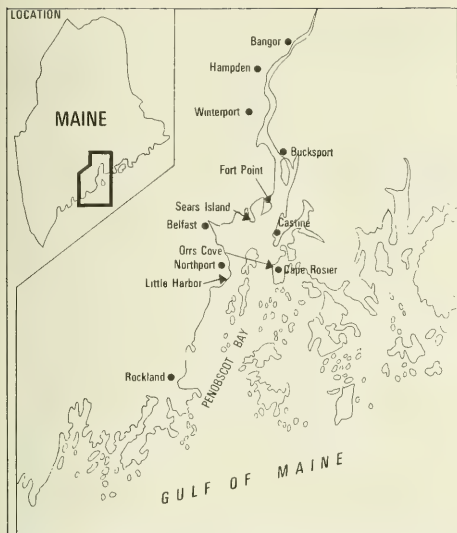 LOCATION
MAINE
Bangor
Hampden
Winterport
Bucksport
Fort Point
Sears Island
Belfast
Castine
Orrs Cove
Northport
Cape Rosier
Little Harbor
PENOBSCOT BAY
Rockland
GULF OF MAINE